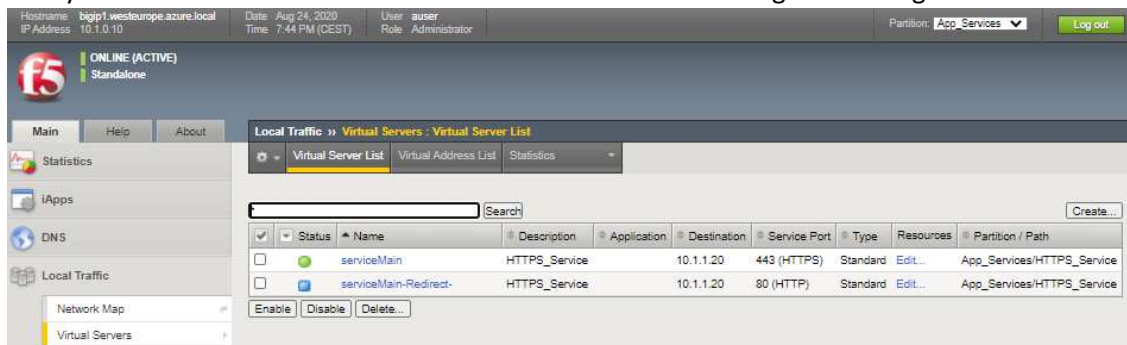 Hostname bigip1.westeurope.azure.local Date Aug 24, 2020 User auser
IP Address 10.1.0.10 Time 7:44 PM (CEST) Role Administrator
Partition: App_Services Log out
f5
ONLINE (ACTIVE)
Standalone
Main Help About
Local Traffic » Virtual Servers : Virtual Server List
Virtual Server List Virtual Address List Statistics
Statistics
iApps
DNS
Local Traffic
Network Map
Virtual Servers
* Search Create...
Status Name Description Application Destination Service Port Type Resources Partition / Path
serviceMain HTTPS_Service 10.1.1.20 443 (HTTPS) Standard Edit... App_Services/HTTPS_Service
serviceMain-Redirect- HTTPS_Service 10.1.1.20 80 (HTTP) Standard Edit... App_Services/HTTPS_Service
Enable Disable Delete...